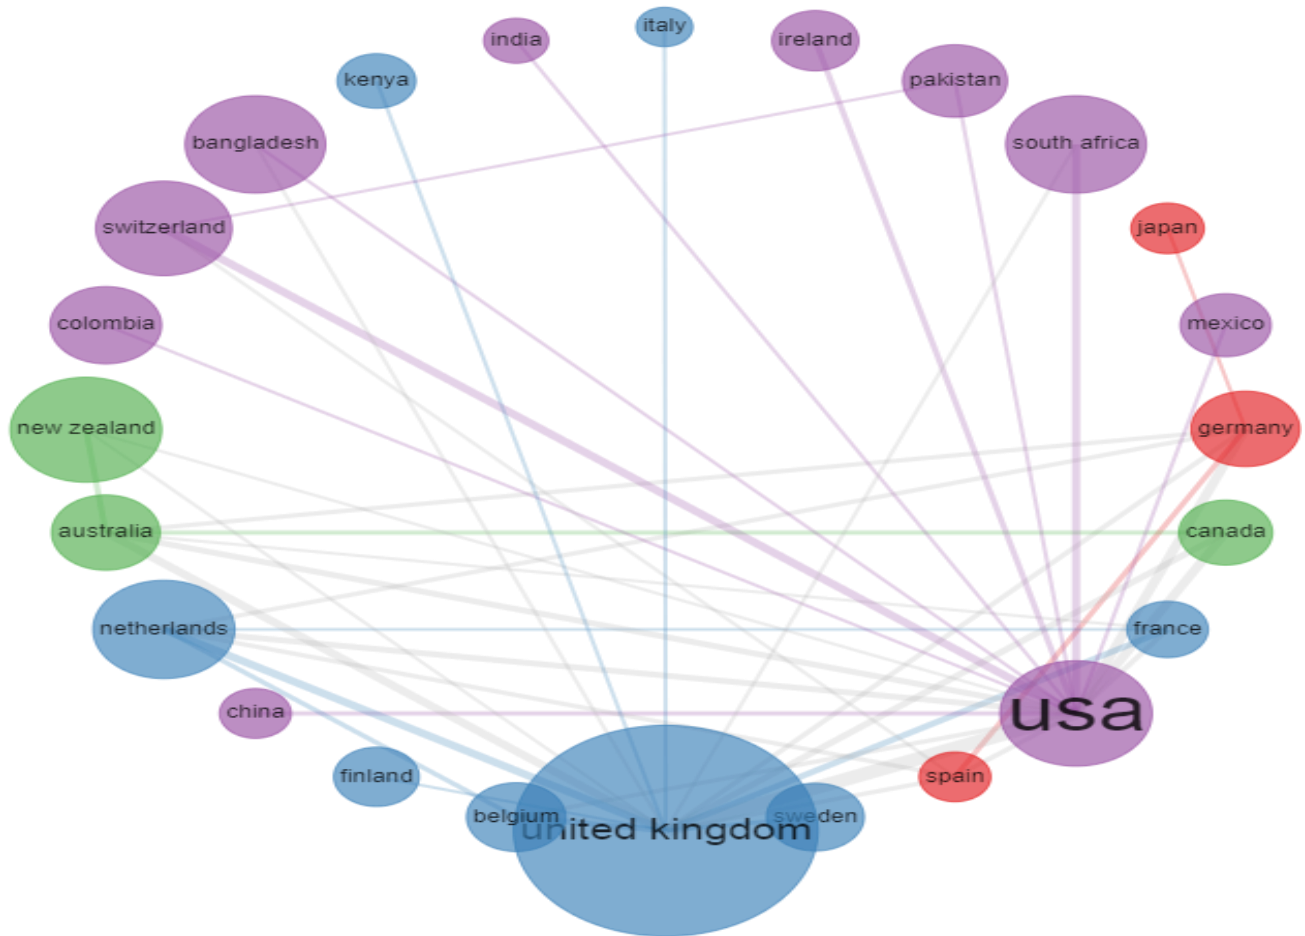 italy
india
ireland
kenya
pakistan
bangladesh
south africa
switzerland
japan
colombia
mexico
new zealand
germany
australia
canada
netherlands
france
china
usa
finland
spain
belgium
sweden
united kingdom